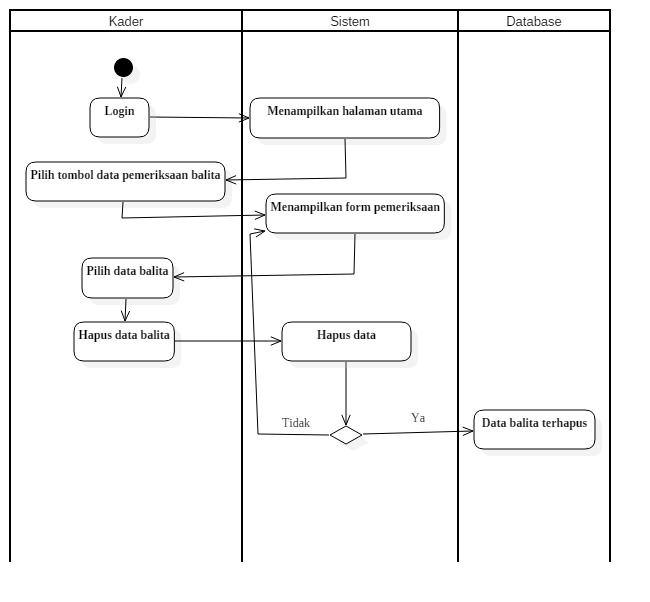 Kader
Sistem
Database
Login
Menampilkan halaman utama
Pilih tombol data pemeriksaan balita
Menampilkan form pemeriksaan
Pilih data balita
Hapus data balita
Hapus data
Tidak
Ya
Data balita terhapus